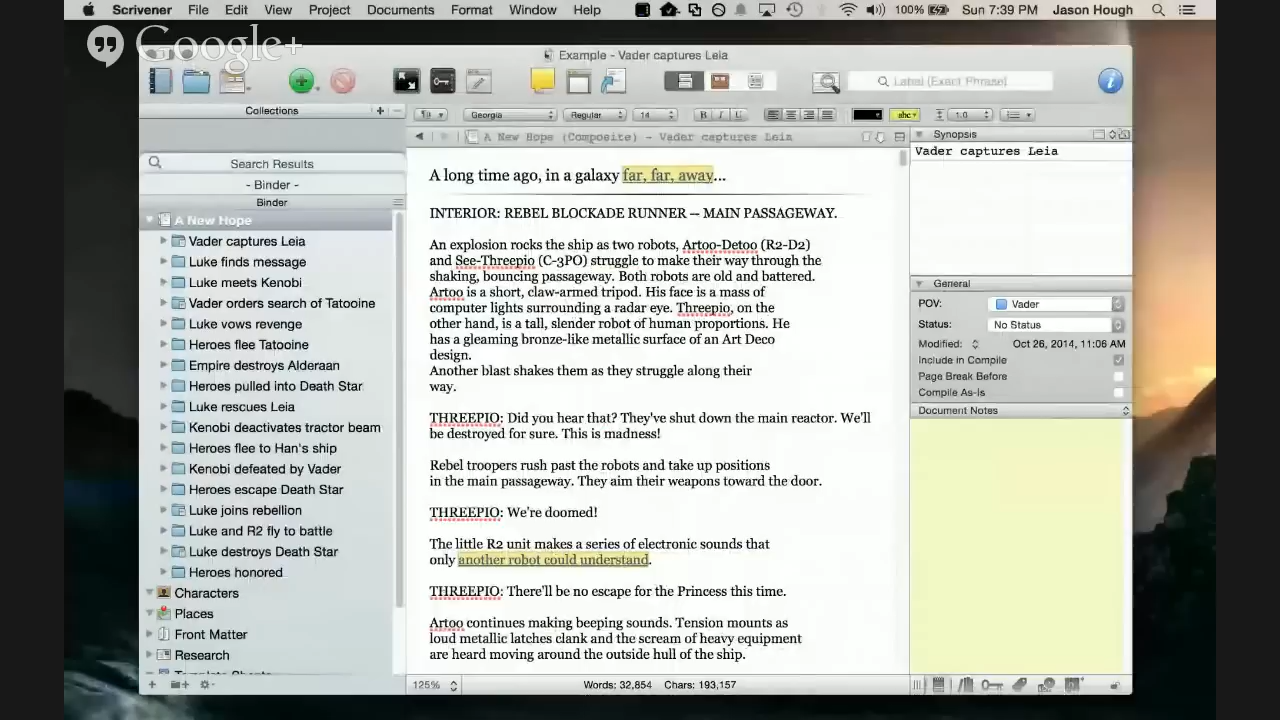 Scrivener File Edit View Project Documents Format Window Help 100% Sun 7:39 PM Jason Hough
Google+
Example - Vader captures Leia
Label (Exact Phrase)
Collections
Georgia Regular 14 B I U abc 1.0
A New Hope (Composite) - Vader captures Leia
Search Results
- Binder -
Binder
A New Hope
Vader captures Leia
Luke finds message
Luke meets Kenobi
Vader orders search of Tatooine
Luke vows revenge
Heroes flee Tatooine
Empire destroys Alderaan
Heroes pulled into Death Star
Luke rescues Leia
Kenobi deactivates tractor beam
Heroes flee to Han's ship
Kenobi defeated by Vader
Heroes escape Death Star
Luke joins rebellion
Luke and R2 fly to battle
Luke destroys Death Star
Heroes honored
Characters
Places
Front Matter
Research
A long time ago, in a galaxy far, far, away...
INTERIOR: REBEL BLOCKADE RUNNER -- MAIN PASSAGEWAY.
An explosion rocks the ship as two robots, Artoo-Detoo (R2-D2)
and See-Threepio (C-3PO) struggle to make their way through the
shaking, bouncing passageway. Both robots are old and battered.
Artoo is a short, claw-armed tripod. His face is a mass of
computer lights surrounding a radar eye. Threepio, on the
other hand, is a tall, slender robot of human proportions. He
has a gleaming bronze-like metallic surface of an Art Deco
design.
Another blast shakes them as they struggle along their
way.
THREEPIO: Did you hear that? They've shut down the main reactor. We'll
be destroyed for sure. This is madness!
Rebel troopers rush past the robots and take up positions
in the main passageway. They aim their weapons toward the door.
THREEPIO: We're doomed!
The little R2 unit makes a series of electronic sounds that
only another robot could understand.
THREEPIO: There'll be no escape for the Princess this time.
Artoo continues making beeping sounds. Tension mounts as
loud metallic latches clank and the scream of heavy equipment
are heard moving around the outside hull of the ship.
125% Words: 32,854 Chars: 193,157
Synopsis
Vader captures Leia
General
POV: Vader
Status: No Status
Modified: Oct 26, 2014, 11:06 AM
Include in Compile
Page Break Before
Compile As-Is
Document Notes